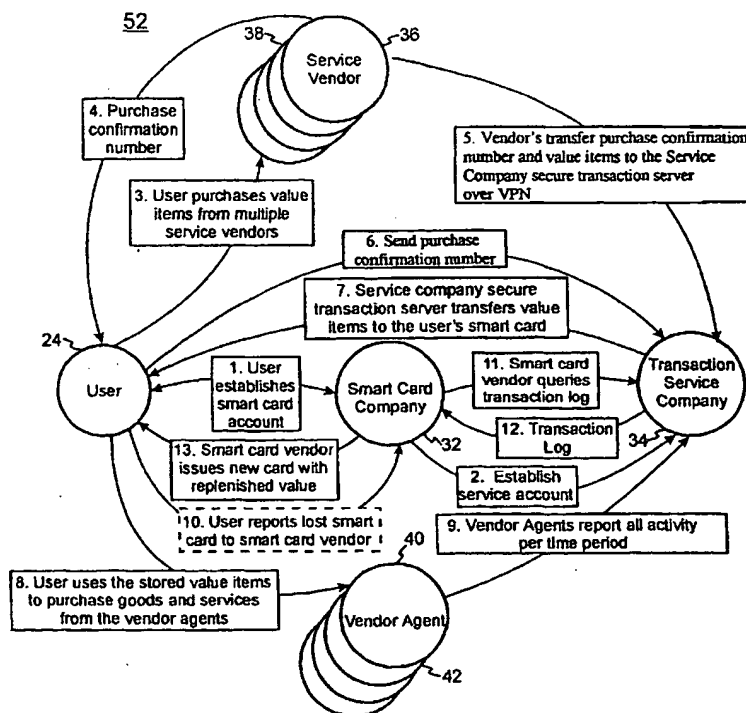 52
38
36
Service
Vendor
4. Purchase
confirmation
number
5. Vendor's transfer purchase confirmation
number and value items to the Service
Company secure transaction server
over VPN
3. User purchases value
items from multiple
service vendors
6. Send purchase
confirmation number
7. Service company secure
transaction server transfers value
items to the user's smart card
24
User
1. User
establishes
smart card
account
Smart Card
Company
32
11. Smart card
vendor queries
transaction log
Transaction
Service
Company
34
12. Transaction
Log
13. Smart card vendor
issues new card with
replenished value
2. Establish
service account
10. User reports lost smart
card to smart card vendor
9. Vendor Agents report all activity
per time period
40
8. User uses the stored value items
to purchase goods and services
from the vendor agents
Vendor Agent
42